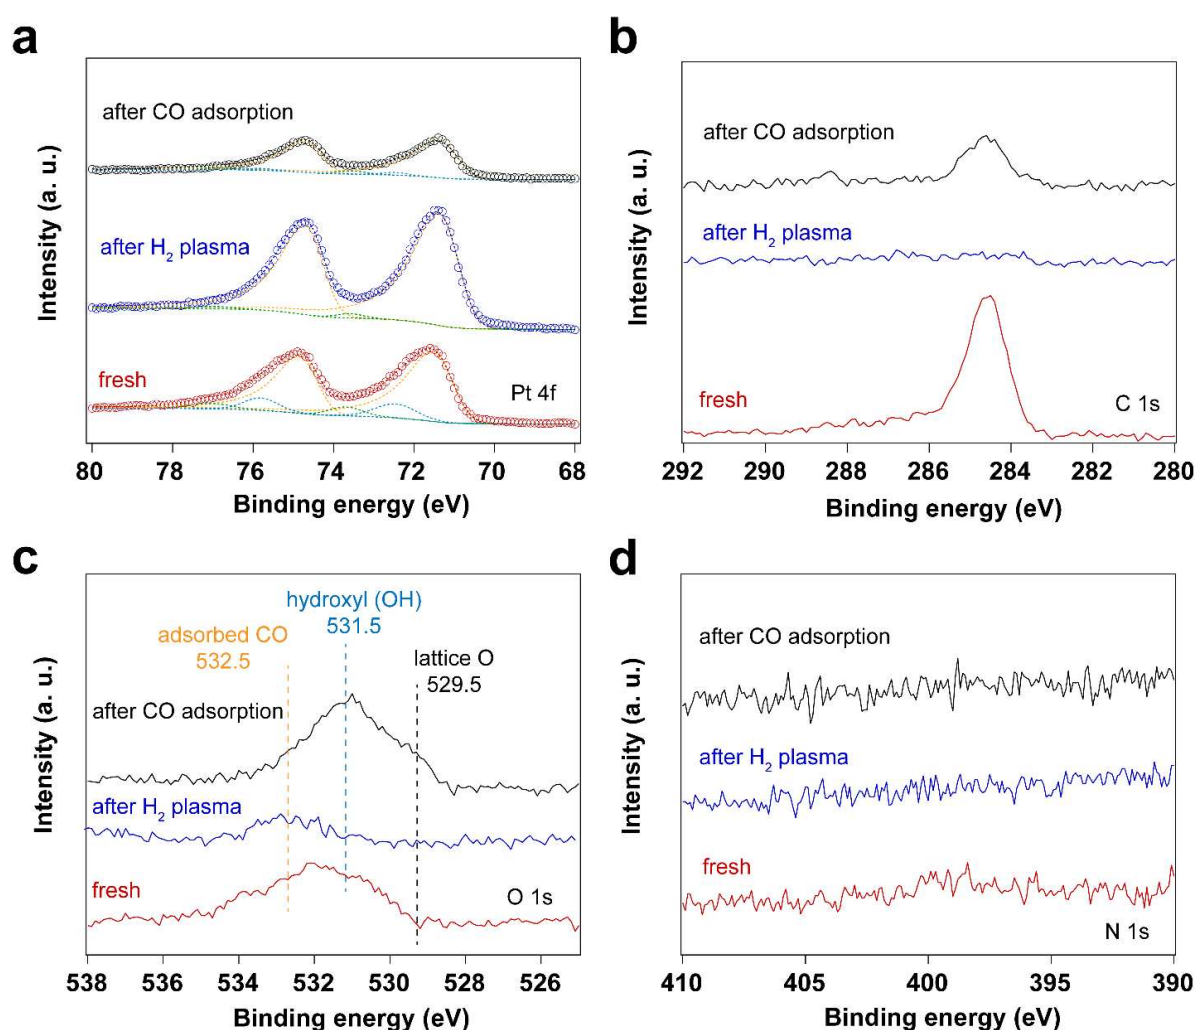 a
after CO adsorption
after H₂ plasma
fresh
Pt 4f
Intensity (a. u.)
80 78 76 74 72 70 68
Binding energy (eV)
b
after CO adsorption
after H₂ plasma
fresh
C 1s
Intensity (a. u.)
292 290 288 286 284 282 280
Binding energy (eV)
c
hydroxyl (OH)
531.5
adsorbed CO
532.5
lattice O
529.5
after CO adsorption
after H₂ plasma
fresh
O 1s
Intensity (a. u.)
538 536 534 532 530 528 526
Binding energy (eV)
d
after CO adsorption
after H₂ plasma
fresh
N 1s
Intensity (a. u.)
410 405 400 395 390
Binding energy (eV)